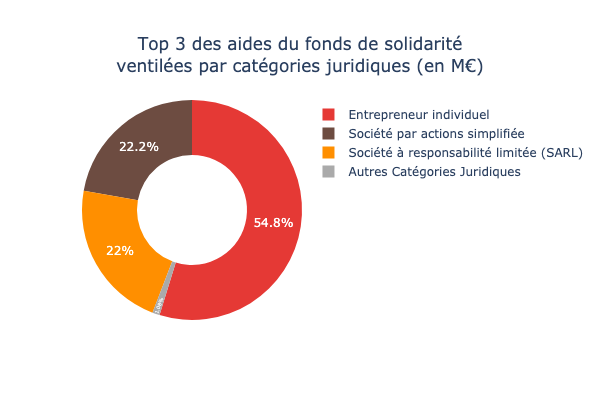 Top 3 des aides du fonds de solidarité
ventilées par catégories juridiques (en M€)
Entrepreneur individuel
Société par actions simplifiée
Société à responsabilité limitée (SARL)
Autres Catégories Juridiques
22.2%
54.8%
22%